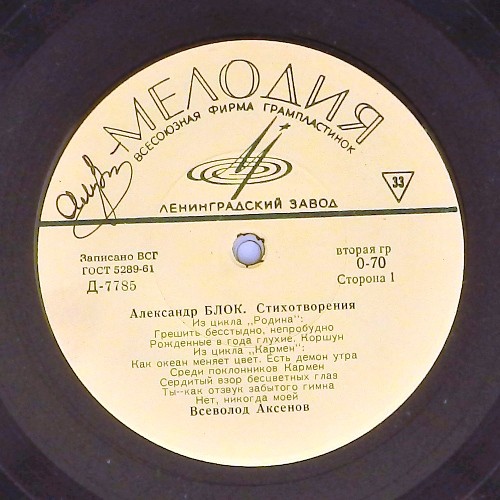 МЕЛОДИЯ
ВСЕСОЮЗНАЯ ФИРМА ГРАМПЛАСТИНОК
33
ЛЕНИНГРАДСКИЙ ЗАВОД
Записано ВСГ
ГОСТ 5289-61
Д-7785
вторая гр
0-70
Сторона 1
Александр БЛОК. Стихотворения
Из цикла „Родина":
Грешить бесстыдно, непробудно
Рожденные в года глухие. Коршун
Из цикла „Кармен":
Как океан меняет цвет. Есть демон утра
Среди поклонников Кармен
Сердитый взор бесцветных глаз
Ты--как отзвук забытого гимна
Нет, никогда моей
Всеволод Аксенов